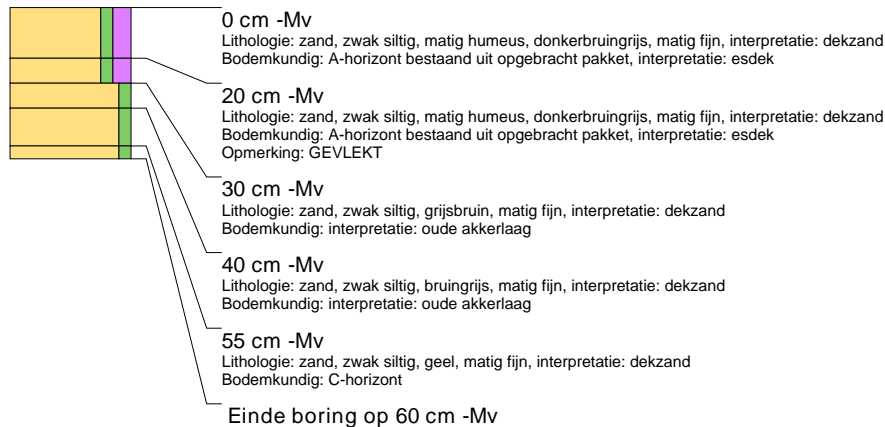 0 cm -Mv
Lithologie: zand, zwak siltig, matig humeus, donkerbruingrijs, matig fijn, interpretatie: dekzand
Bodemkundig: A-horizont bestaand uit opgebracht pakket, interpretatie: esdek
20 cm -Mv
Lithologie: zand, zwak siltig, matig humeus, donkerbruingrijs, matig fijn, interpretatie: dekzand
Bodemkundig: A-horizont bestaand uit opgebracht pakket, interpretatie: esdek
Opmerking: GEVLEKT
30 cm -Mv
Lithologie: zand, zwak siltig, grijsbruin, matig fijn, interpretatie: dekzand
Bodemkundig: interpretatie: oude akkerlaag
40 cm -Mv
Lithologie: zand, zwak siltig, bruingrijs, matig fijn, interpretatie: dekzand
Bodemkundig: interpretatie: oude akkerlaag
55 cm -Mv
Lithologie: zand, zwak siltig, geel, matig fijn, interpretatie: dekzand
Bodemkundig: C-horizont
Einde boring op 60 cm -Mv